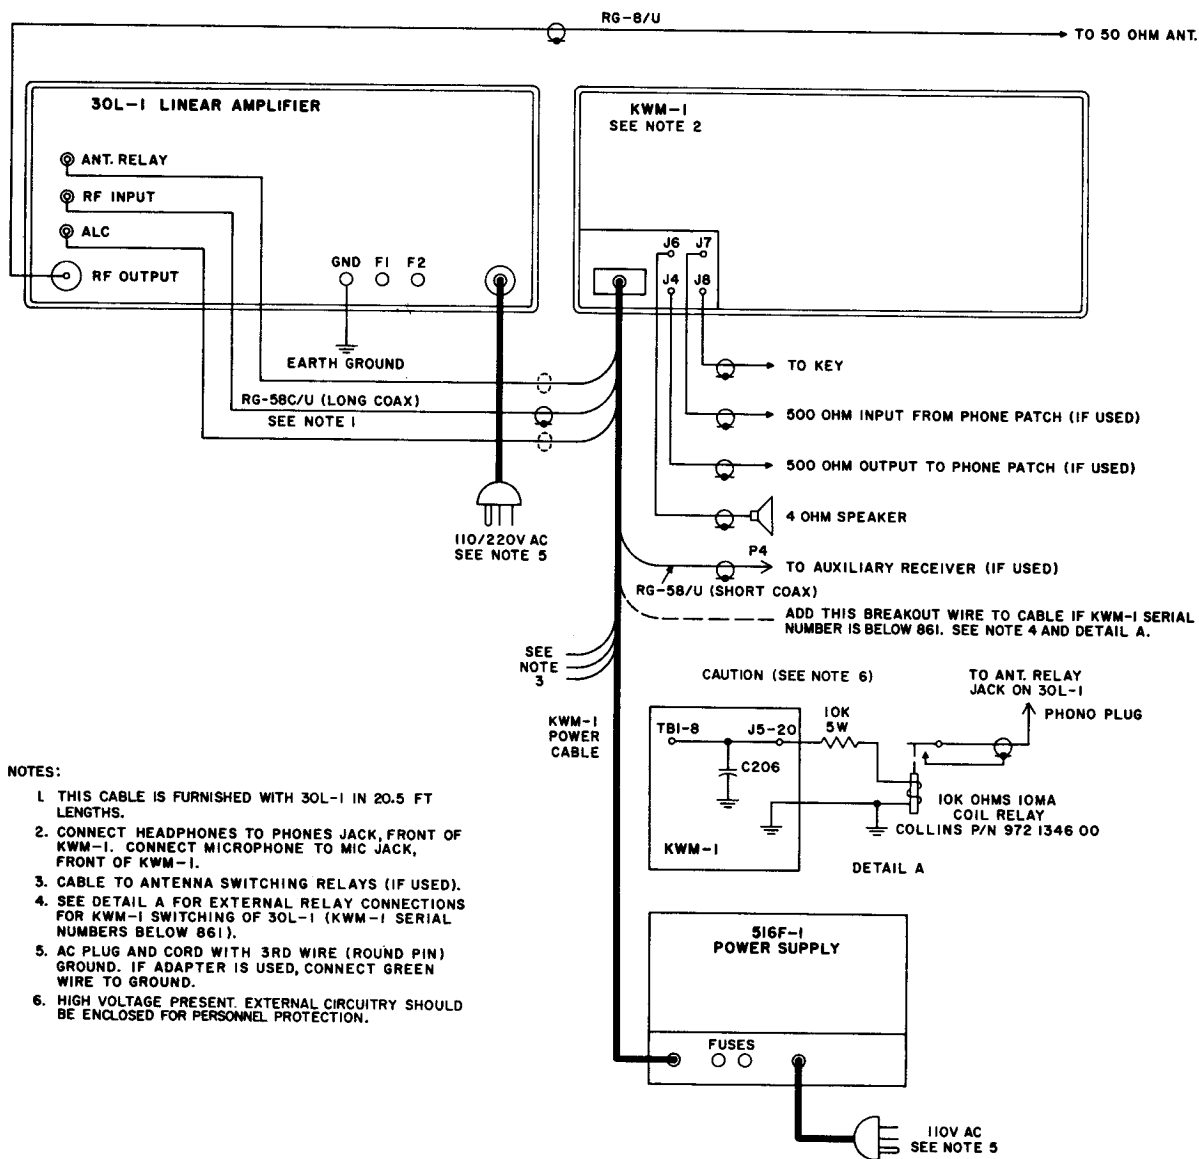 RG-8/U
TO 50 OHM ANT.
30L-1 LINEAR AMPLIFIER
ANT. RELAY
RF INPUT
ALC
RF OUTPUT
GND F1 F2
EARTH GROUND
RG-58C/U (LONG COAX)
SEE NOTE 1
110/220V AC
SEE NOTE 5
KWM-1
SEE NOTE 2
J6 J7
J4 J8
TO KEY
500 OHM INPUT FROM PHONE PATCH (IF USED)
500 OHM OUTPUT TO PHONE PATCH (IF USED)
4 OHM SPEAKER
P4
TO AUXILIARY RECEIVER (IF USED)
RG-58/U (SHORT COAX)
ADD THIS BREAKOUT WIRE TO CABLE IF KWM-1 SERIAL
NUMBER IS BELOW 861. SEE NOTE 4 AND DETAIL A.
SEE
NOTE
3
KWM-1
POWER
CABLE
CAUTION (SEE NOTE 6)
TO ANT. RELAY
JACK ON 30L-1
PHONO PLUG
TB1-8
J5-20
10K
5W
C206
KWM-1
10K OHMS 10MA
COIL RELAY
COLLINS P/N 972 1346 00
DETAIL A
516F-1
POWER SUPPLY
FUSES
110V AC
SEE NOTE 5
NOTES:
1. THIS CABLE IS FURNISHED WITH 30L-1 IN 20.5 FT
LENGTHS.
2. CONNECT HEADPHONES TO PHONES JACK, FRONT OF
KWM-1. CONNECT MICROPHONE TO MIC JACK,
FRONT OF KWM-1.
3. CABLE TO ANTENNA SWITCHING RELAYS (IF USED).
4. SEE DETAIL A FOR EXTERNAL RELAY CONNECTIONS
FOR KWM-1 SWITCHING OF 30L-1 (KWM-1 SERIAL
NUMBERS BELOW 861).
5. AC PLUG AND CORD WITH 3RD WIRE (ROUND PIN)
GROUND. IF ADAPTER IS USED, CONNECT GREEN
WIRE TO GROUND.
6. HIGH VOLTAGE PRESENT. EXTERNAL CIRCUITRY SHOULD
BE ENCLOSED FOR PERSONNEL PROTECTION.